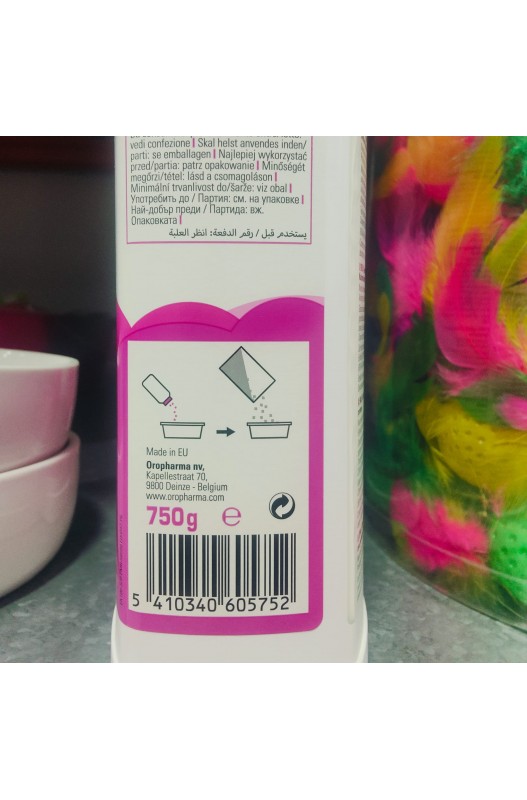 vedi confezione | Skal helst anvendes inden/
parti: se emballagen | Najlepiej wykorzystać
przed/partia: patrz opakowanie | Minőségét
megőrzi/tétel: lásd a csomagoláson |
Minimální trvanlivost do/šarže: viz obal |
Употребить до / Партия: см. на упаковке |
Най-добър преди / Партида: вж.
Опаковката |
يستخدم قبل / رقم الدفعة: انظر العلبة
Made in EU
Oropharma nv,
Kapellestraat 70,
9800 Deinze - Belgium
www.oropharma.com
750g e
5 410340 605752